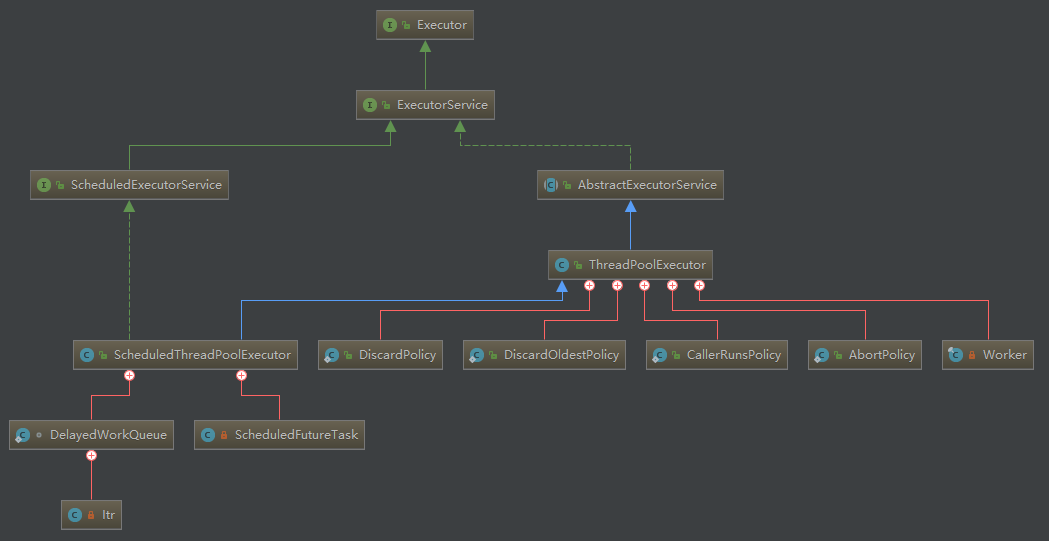 Executor
ExecutorService
ScheduledExecutorService
AbstractExecutorService
ThreadPoolExecutor
ScheduledThreadPoolExecutor
DiscardPolicy
DiscardOldestPolicy
CallerRunsPolicy
AbortPolicy
Worker
DelayedWorkQueue
ScheduledFutureTask
Itr